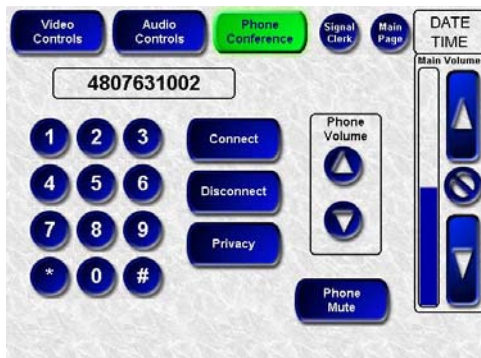 Video
Controls
Audio
Controls
Phone
Conference
Signal
Clerk
Main
Page
DATE
TIME
Main Volume
4807631002
1 2 3
Connect
Phone
Volume
4 5 6
Disconnect
7 8 9
Privacy
* 0 #
Phone
Mute